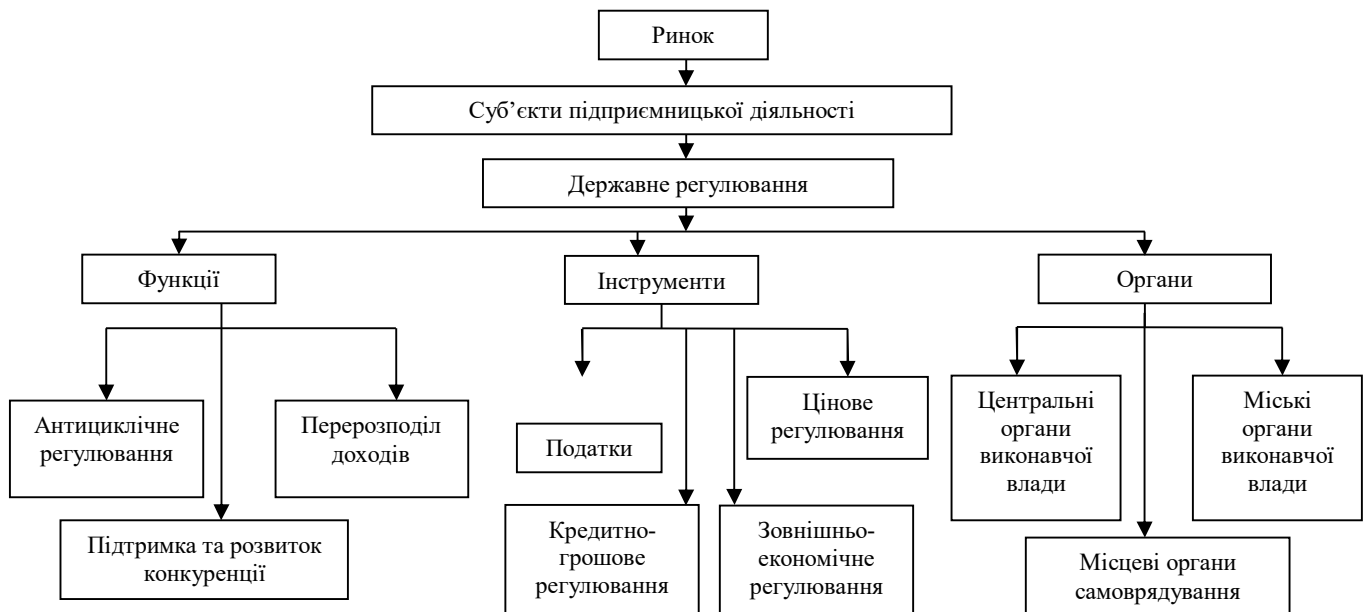 Ринок
Суб’єкти підприємницької діяльності
Державне регулювання
Функції
Інструменти
Органи
Антициклічне
регулювання
Перерозподіл
доходів
Підтримка та розвиток
конкуренції
Податки
Цінове
регулювання
Кредитно-
грошове
регулювання
Зовнішньо-
економічне
регулювання
Центральні
органи
виконавчої
влади
Міські
органи
виконавчої
влади
Місцеві органи
самоврядування